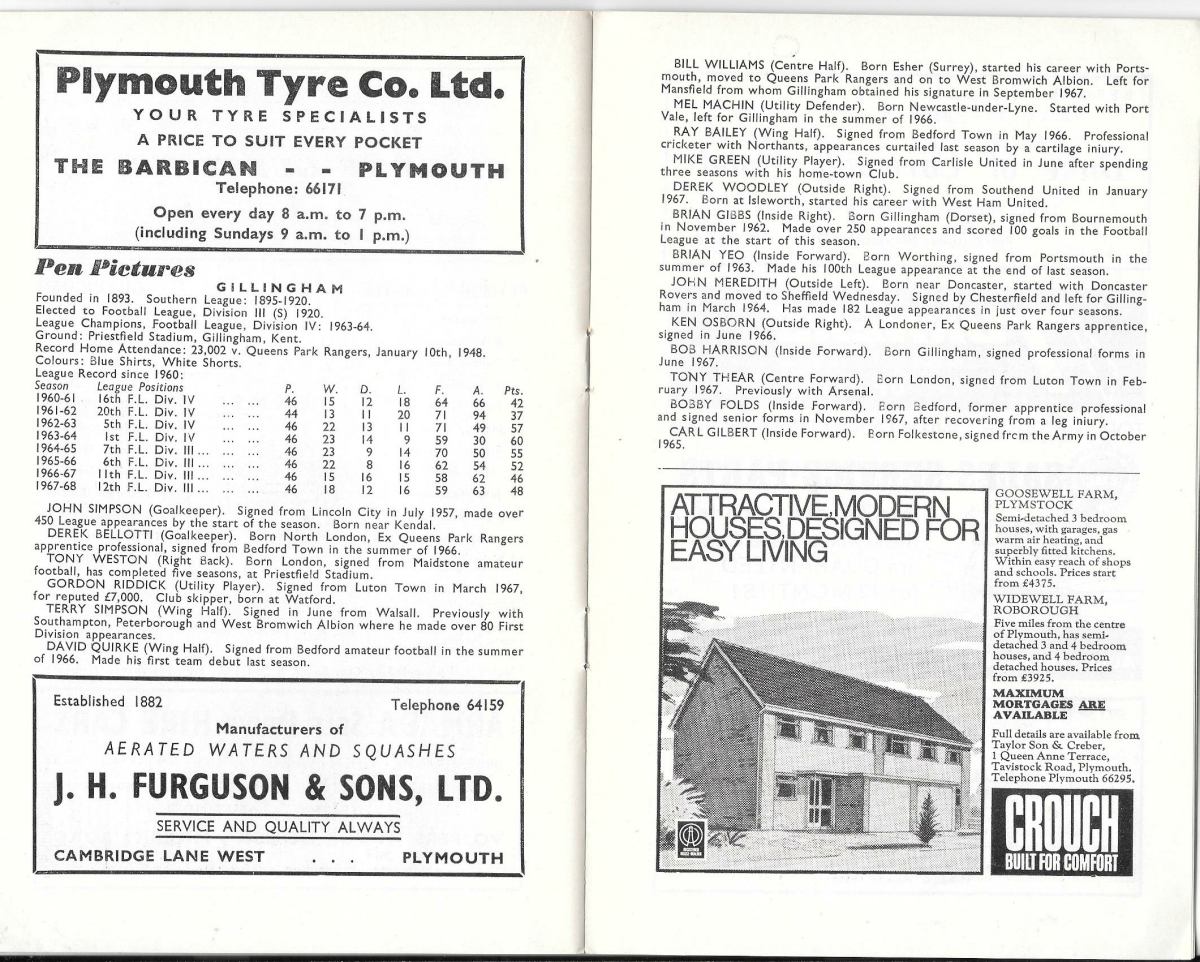 Plymouth Tyre Co. Ltd.
YOUR TYRE SPECIALISTS
A PRICE TO SUIT EVERY POCKET
THE BARBICAN - - PLYMOUTH
Telephone: 66171
Open every day 8 a.m. to 7 p.m.
(including Sundays 9 a.m. to 1 p.m.)
Pen Pictures
GILLINGHAM
Founded in 1893. Southern League: 1895-1920.
Elected to Football League, Division III (S) 1920.
League Champions, Football League, Division IV: 1963-64.
Ground: Priestfield Stadium, Gillingham, Kent.
Record Home Attendance: 23,002 v. Queens Park Rangers, January 10th, 1948.
Colours: Blue Shirts, White Shorts.
League Record since 1960:
Season League Positions P. W. D. L. F. A. Pts.
1960-61 16th F.L. Div. IV ... ... 46 15 12 18 64 66 42
1961-62 20th F.L. Div. IV ... ... 44 13 11 20 71 94 37
1962-63 5th F.L. Div. IV ... ... 46 22 13 11 71 49 57
1963-64 1st F.L. Div. IV ... ... 46 23 14 9 59 30 60
1964-65 7th F.L. Div. III ... ... ... 46 23 9 14 70 50 55
1965-66 6th F.L. Div. III ... ... ... 46 22 8 16 62 54 52
1966-67 11th F.L. Div. III ... ... ... 46 15 16 15 58 62 46
1967-68 12th F.L. Div. III ... ... ... 46 18 12 16 59 63 48
JOHN SIMPSON (Goalkeeper). Signed from Lincoln City in July 1957, made over
450 League appearances by the start of the season. Born near Kendal.
DEREK BELLOTTI (Goalkeeper). Born North London, Ex Queens Park Rangers
apprentice professional, signed from Bedford Town in the summer of 1966.
TONY WESTON (Right Back). Born London, signed from Maidstone amateur
football, has completed five seasons, at Priestfield Stadium.
GORDON RIDDICK (Utility Player). Signed from Luton Town in March 1967,
for reputed £7,000. Club skipper, born at Watford.
TERRY SIMPSON (Wing Half). Signed in June from Walsall. Previously with
Southampton, Peterborough and West Bromwich Albion where he made over 80 First
Division appearances.
DAVID QUIRKE (Wing Half). Signed from Bedford amateur football in the summer
of 1966. Made his first team debut last season.
Established 1882 Telephone 64159
Manufacturers of
AERATED WATERS AND SQUASHES
J. H. FURGUSON & SONS, LTD.
SERVICE AND QUALITY ALWAYS
CAMBRIDGE LANE WEST . . . PLYMOUTH
BILL WILLIAMS (Centre Half). Born Esher (Surrey), started his career with Ports-
mouth, moved to Queens Park Rangers and on to West Bromwich Albion. Left for
Mansfield from whom Gillingham obtained his signature in September 1967.
MEL MACHIN (Utility Defender). Born Newcastle-under-Lyne. Started with Port
Vale, left for Gillingham in the summer of 1966.
RAY BAILEY (Wing Half). Signed from Bedford Town in May 1966. Professional
cricketer with Northants, appearances curtailed last season by a cartilage iniury.
MIKE GREEN (Utility Player). Signed from Carlisle United in June after spending
three seasons with his home-town Club.
DEREK WOODLEY (Outside Right). Signed from Southend United in January
1967. Born at Isleworth, started his career with West Ham United.
BRIAN GIBBS (Inside Right). Born Gillingham (Dorset), signed from Bournemouth
in November 1962. Made over 250 appearances and scored 100 goals in the Football
League at the start of this season.
BRIAN YEO (Inside Forward). Born Worthing, signed from Portsmouth in the
summer of 1963. Made his 100th League appearance at the end of last season.
JOHN MEREDITH (Outside Left). Born near Doncaster, started with Doncaster
Rovers and moved to Sheffield Wednesday. Signed by Chesterfield and left for Gilling-
ham in March 1964. Has made 182 League appearances in just over four seasons.
KEN OSBORN (Outside Right). A Londoner, Ex Queens Park Rangers apprentice,
signed in June 1966.
BOB HARRISON (Inside Forward). Born Gillingham, signed professional forms in
June 1967.
TONY THEAR (Centre Forward). Born London, signed from Luton Town in Feb-
ruary 1967. Previously with Arsenal.
BOBBY FOLDS (Inside Forward). Born Bedford, former apprentice professional
and signed senior forms in November 1967, after recovering from a leg iniury.
CARL GILBERT (Inside Forward). Born Folkestone, signed from the Army in October
1965.
ATTRACTIVE, MODERN
HOUSES, DESIGNED FOR
EASY LIVING
GOOSEWELL FARM,
PLYMSTOCK
Semi-detached 3 bedroom
houses, with garages, gas
warm air heating, and
superbly fitted kitchens.
Within easy reach of shops
and schools. Prices start
from £4375.
WIDEWELL FARM,
ROBOROUGH
Five miles from the centre
of Plymouth, has semi-
detached 3 and 4 bedroom
houses, and 4 bedroom
detached houses. Prices
from £3925.
MAXIMUM
MORTGAGES ARE
AVAILABLE
Full details are available from
Taylor Son & Creber,
1 Queen Anne Terrace,
Tavistock Road, Plymouth.
Telephone Plymouth 66295.
CROUCH
BUILT FOR COMFORT